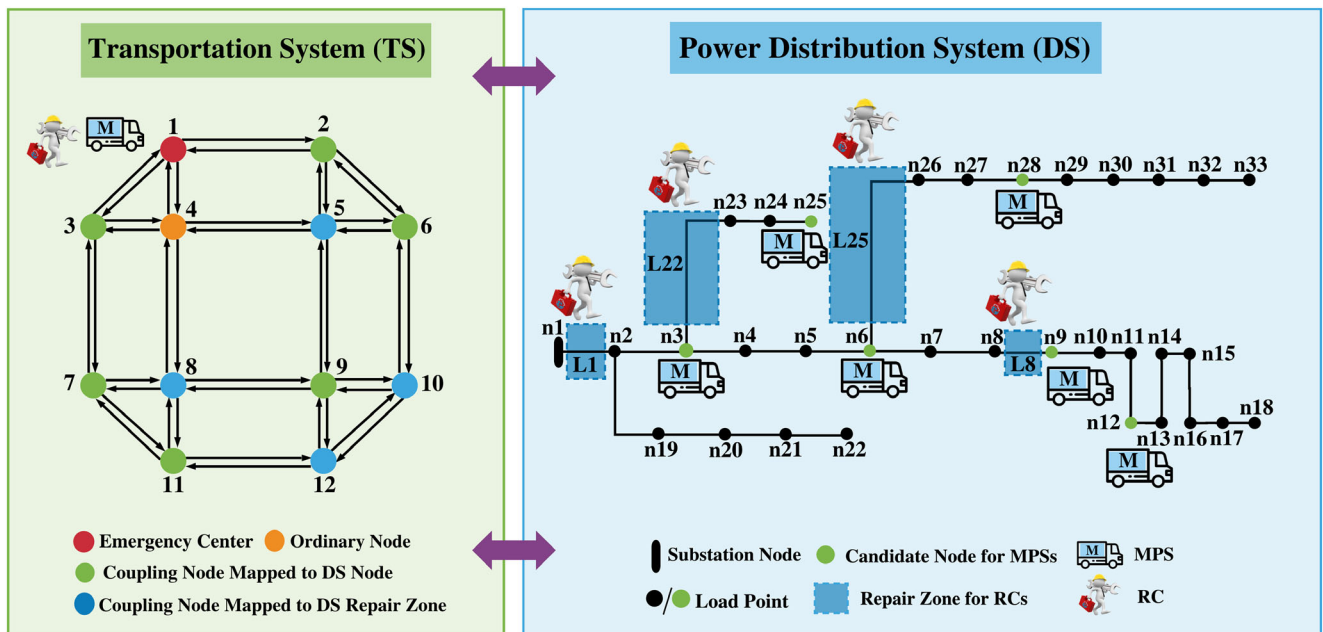 Transportation System (TS)
M
1
2
3
4
5
6
7
8
9
10
11
12
Emergency Center
Ordinary Node
Coupling Node Mapped to DS Node
Coupling Node Mapped to DS Repair Zone
Power Distribution System (DS)
n26 n27 n28 n29 n30 n31 n32 n33
M
n23 n24 n25
M
L22
L25
n1
n2
n3
n4
n5
n6
n7
n8
n9
n10
n11
n14
n15
L1
L8
M
M
M
n12
n13
n16
n17
n18
M
n19
n20
n21
n22
Substation Node
Candidate Node for MPSs
M
MPS
/
Load Point
Repair Zone for RCs
RC